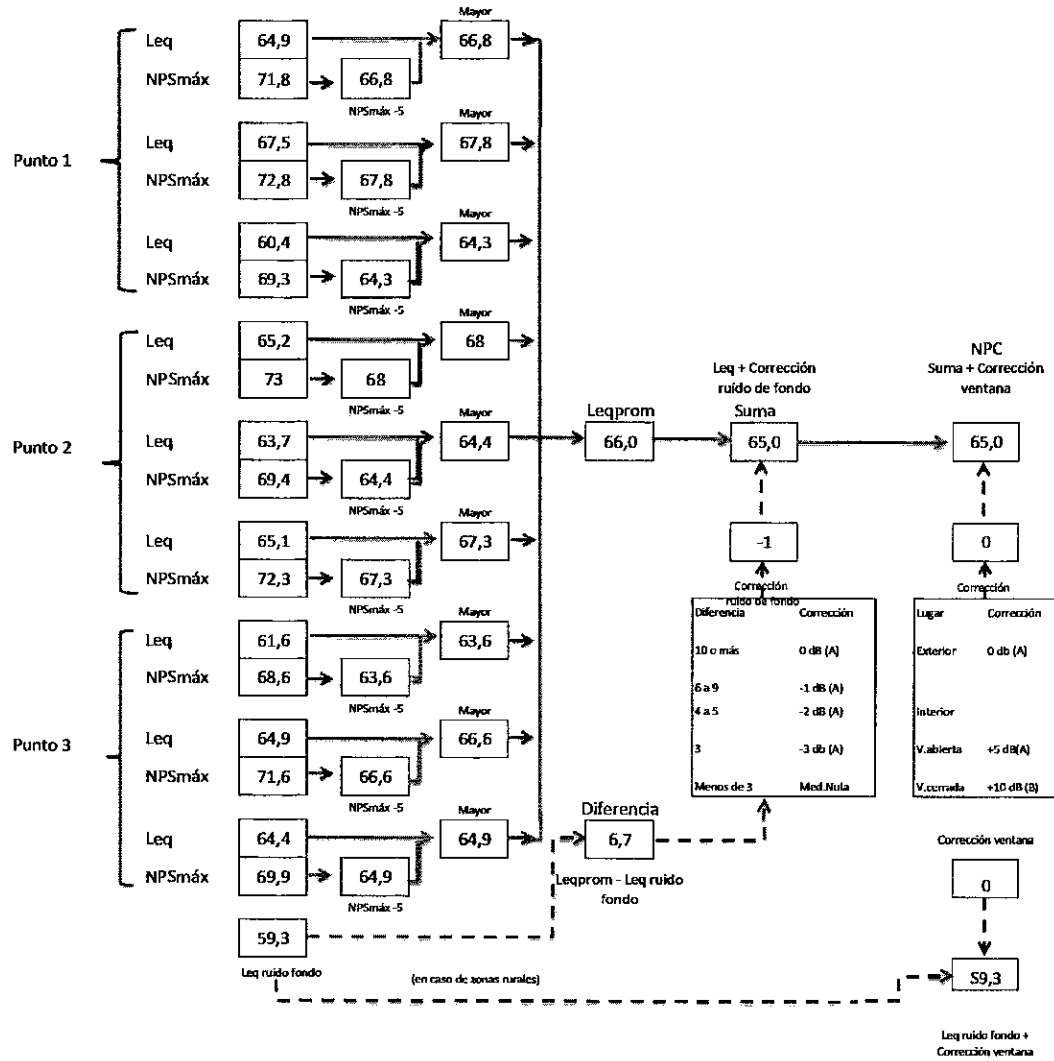 Mayor
Leq 64,9 66,8
NPSmáx 71,8 66,8
NPSmáx -5
Mayor
Punto 1
Leq 67,5 67,8
NPSmáx 72,8 67,8
NPSmáx -5
Mayor
Leq 60,4 64,3
NPSmáx 69,3 64,3
NPSmáx -5
Mayor
Leq 65,2 68
NPSmáx 73 68
NPSmáx -5
Mayor
Punto 2
Leq 63,7 64,4
NPSmáx 69,4 64,4
NPSmáx -5
Mayor
Leq 65,1 67,3
NPSmáx 72,3 67,3
NPSmáx -5
Mayor
Leq 61,6 63,6
NPSmáx 68,6 63,6
NPSmáx -5
Mayor
Punto 3
Leq 64,9 66,6
NPSmáx 71,6 66,6
NPSmáx -5
Mayor
Leq 64,4 64,9
NPSmáx 69,9 64,9
NPSmáx -5
59,3
Leq ruido fondo
(en caso de zonas rurales)
Leqprom
66,0
Leq + Corrección
ruído de fondo
Suma
65,0
-1
Corrección
ruido de fondo
Diferencia Corrección
10 o más 0 dB (A)
6 a 9 -1 dB (A)
4 a 5 -2 dB (A)
3 -3 db (A)
Menos de 3 Med.Nula
Diferencia
6,7
Leqprom - Leq ruido
fondo
NPC
Suma + Corrección
ventana
65,0
0
Corrección
Lugar Corrección
Exterior 0 db (A)
Interior
V.abierta +5 dB(A)
V.cerrada +10 dB (B)
Corrección ventana
0
59,3
Leq ruido fondo +
Corrección ventana